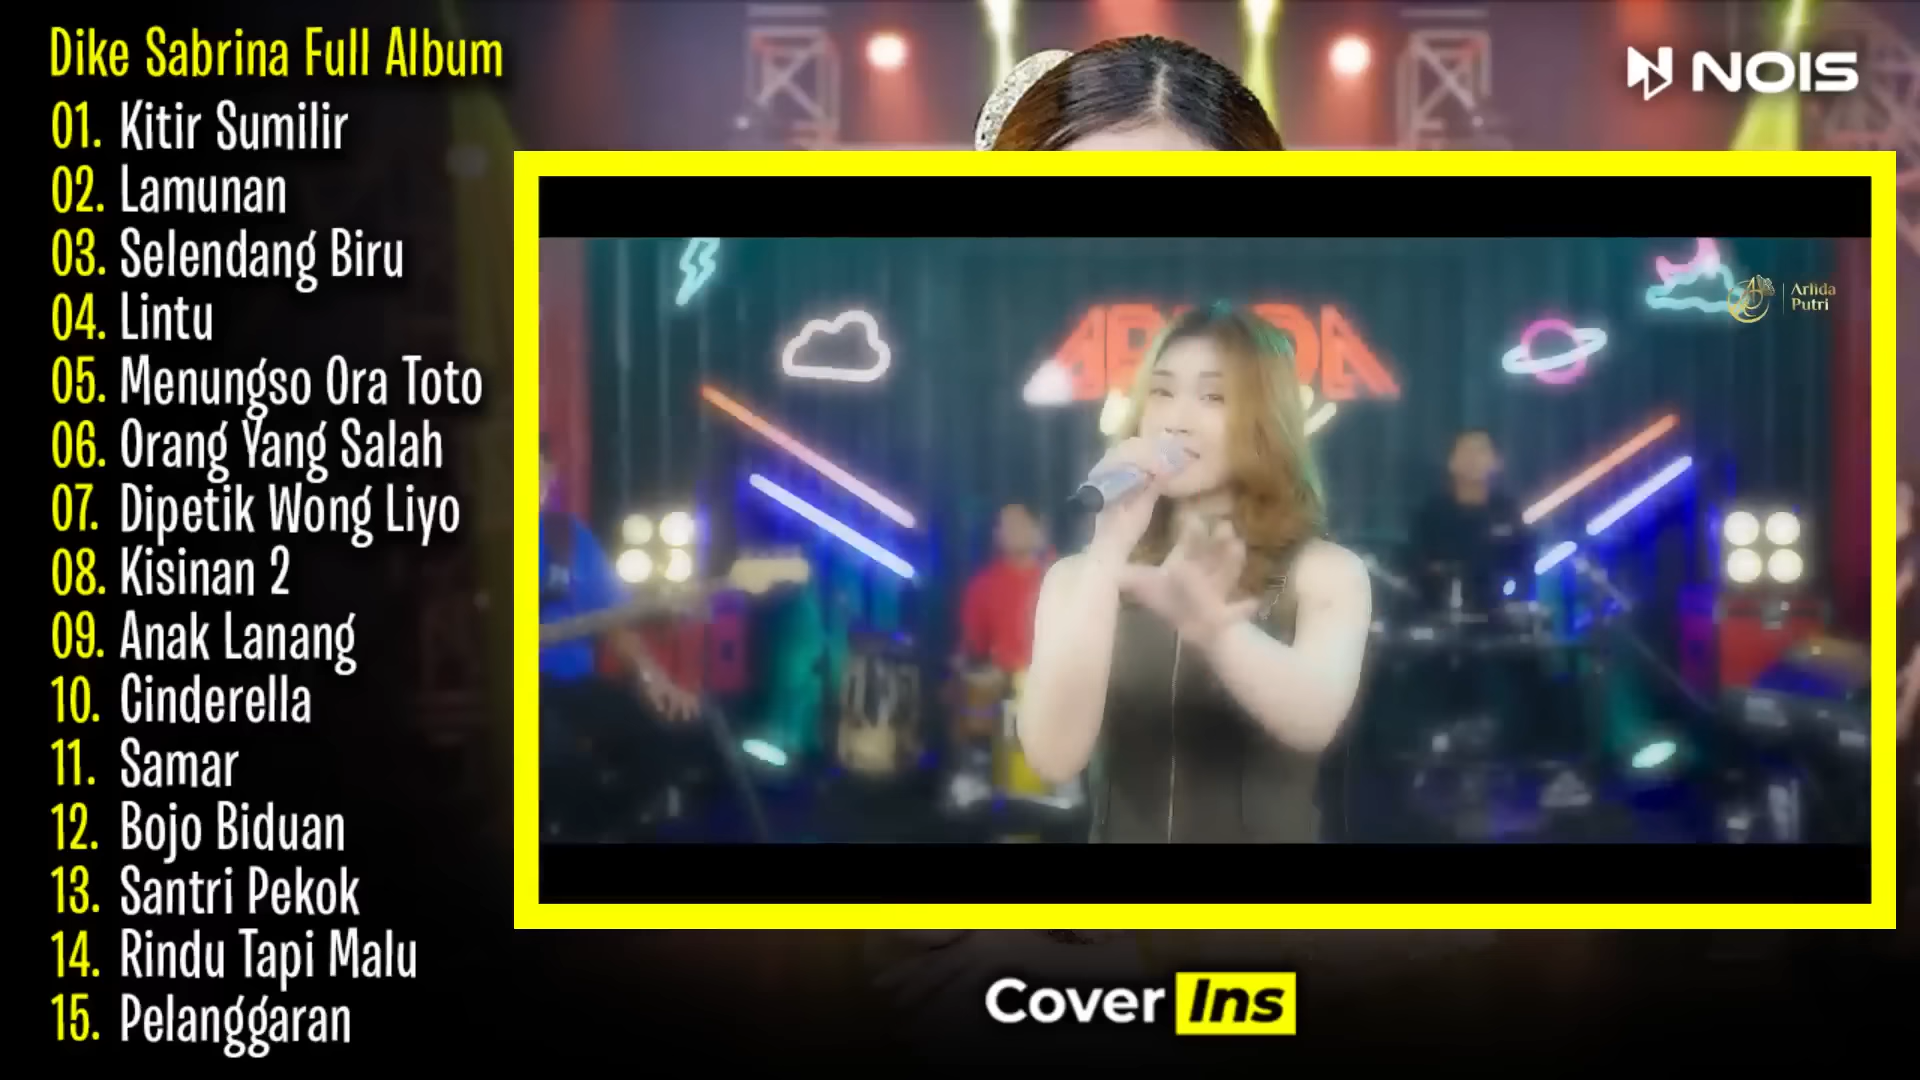 Dike Sabrina Full Album
01. Kitir Sumilir
02. Lamunan
03. Selendang Biru
04. Lintu
05. Menungso Ora Toto
06. Orang Yang Salah
07. Dipetik Wong Liyo
08. Kisinan 2
09. Anak Lanang
10. Cinderella
11. Samar
12. Bojo Biduan
13. Santri Pekok
14. Rindu Tapi Malu
15. Pelanggaran
NOIS
Arlida
Putri
Cover Ins